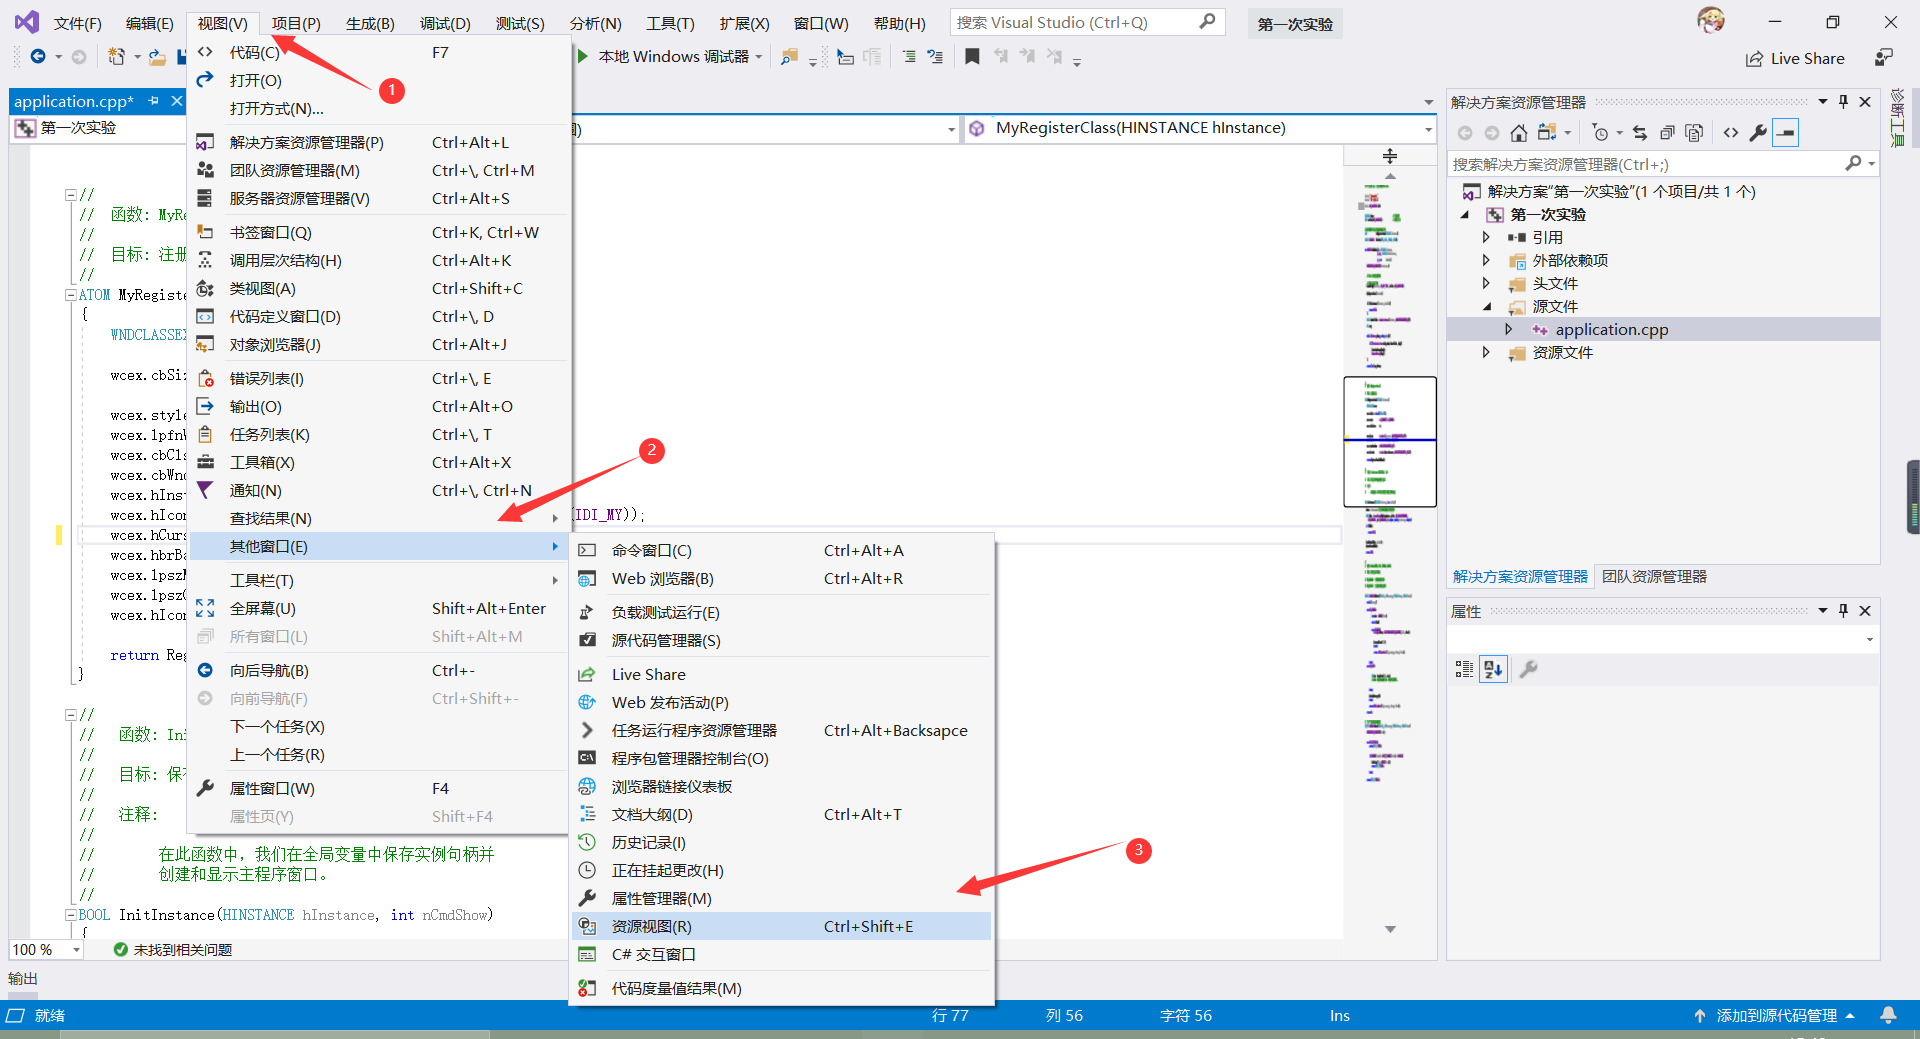 文件(F) 编辑(E) 视图(V) 项目(P) 生成(B) 调试(D) 测试(S) 分析(N) 工具(T) 扩展(X) 窗口(W) 帮助(H) 搜索 Visual Studio (Ctrl+Q) 第一次实验
本地 Windows 调试器 Live Share
1
application.cpp*
第一次实验
MyRegisterClass(HINSTANCE hInstance)
代码(C) F7
打开(O)
打开方式(N)...
解决方案资源管理器(P) Ctrl+Alt+L
团队资源管理器(M) Ctrl+\, Ctrl+M
服务器资源管理器(V) Ctrl+Alt+S
书签窗口(Q) Ctrl+K, Ctrl+W
调用层次结构(H) Ctrl+Alt+K
类视图(A) Ctrl+Shift+C
代码定义窗口(D) Ctrl+\, D
对象浏览器(J) Ctrl+Alt+J
错误列表(I) Ctrl+\, E
输出(O) Ctrl+Alt+O
任务列表(K) Ctrl+\, T
工具箱(X) Ctrl+Alt+X
通知(N) Ctrl+\, Ctrl+N
查找结果(N)
其他窗口(E)
工具栏(T)
全屏幕(U) Shift+Alt+Enter
所有窗口(L) Shift+Alt+M
向后导航(B) Ctrl+-
向前导航(F) Ctrl+Shift+-
下一个任务(X)
上一个任务(R)
属性窗口(W) F4
属性页(Y) Shift+F4
2
命令窗口(C) Ctrl+Alt+A
Web 浏览器(B) Ctrl+Alt+R
负载测试运行(E)
源代码管理器(S)
Live Share
Web 发布活动(P)
任务运行程序资源管理器 Ctrl+Alt+Backsapce
程序包管理器控制台(O)
浏览器链接仪表板
文档大纲(D) Ctrl+Alt+T
历史记录(I)
正在挂起更改(H)
属性管理器(M)
资源视图(R) Ctrl+Shift+E
C# 交互窗口
代码度量值结果(M)
3
//
// 函数: MyRe
//
// 目标: 注册
//
ATOM MyRegiste
{
WNDCLASSEX
wcex.cbSiz
wcex.style
wcex.lpfnW
wcex.cbCls
wcex.cbWnd
wcex.hInst
wcex.hIcon (IDI_MY));
wcex.hCurs
wcex.hbrBa
wcex.lpszM
wcex.lpszC
wcex.hIcon
return Reg
}
//
// 函数: Ini
//
// 目标: 保存
//
// 注释:
//
// 在此函数中，我们在全局变量中保存实例句柄并
// 创建和显示主程序窗口。
//
BOOL InitInstance(HINSTANCE hInstance, int nCmdShow)
{
100 % 未找到相关问题
输出
解决方案资源管理器
搜索解决方案资源管理器(Ctrl+;)
解决方案"第一次实验"(1 个项目/共 1 个)
第一次实验
引用
外部依赖项
头文件
源文件
application.cpp
资源文件
解决方案资源管理器 团队资源管理器
属性
诊断工具
就绪 行 77 列 56 字符 56 Ins 添加到源代码管理